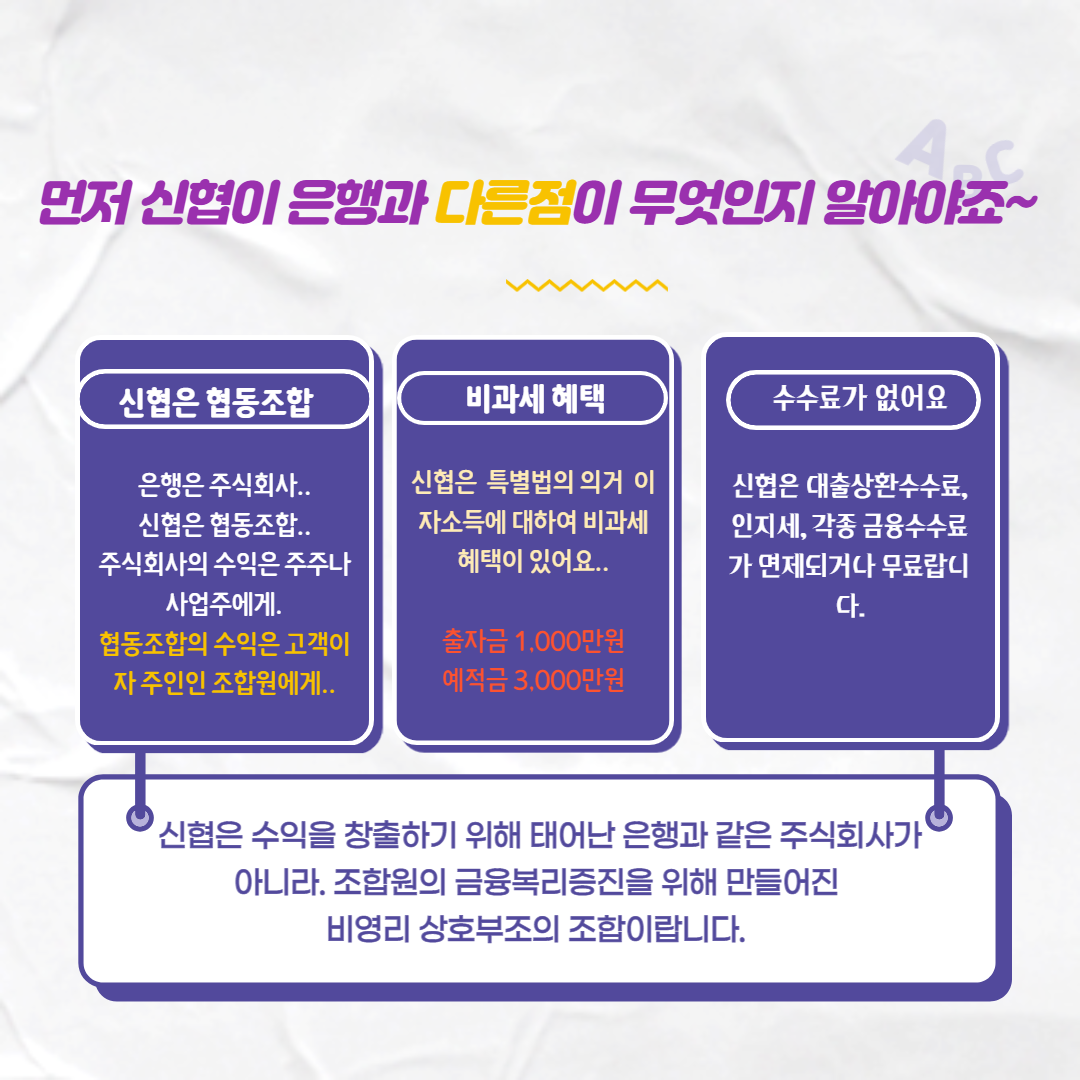 ABC
먼저 신협이 은행과 다른점이 무엇인지 알아야죠~
신협은 협동조합
은행은 주식회사..
신협은 협동조합..
주식회사의 수익은 주주나
사업주에게.
협동조합의 수익은 고객이
자 주인인 조합원에게..
비과세 혜택
신협은 특별법의 의거 이
자소득에 대하여 비과세
혜택이 있어요..
출자금 1,000만원
예적금 3,000만원
수수료가 없어요
신협은 대출상환수수료,
인지세, 각종 금융수수료
가 면제되거나 무료랍니
다.
신협은 수익을 창출하기 위해 태어난 은행과 같은 주식회사가
아니라. 조합원의 금융복리증진을 위해 만들어진
비영리 상호부조의 조합이랍니다.